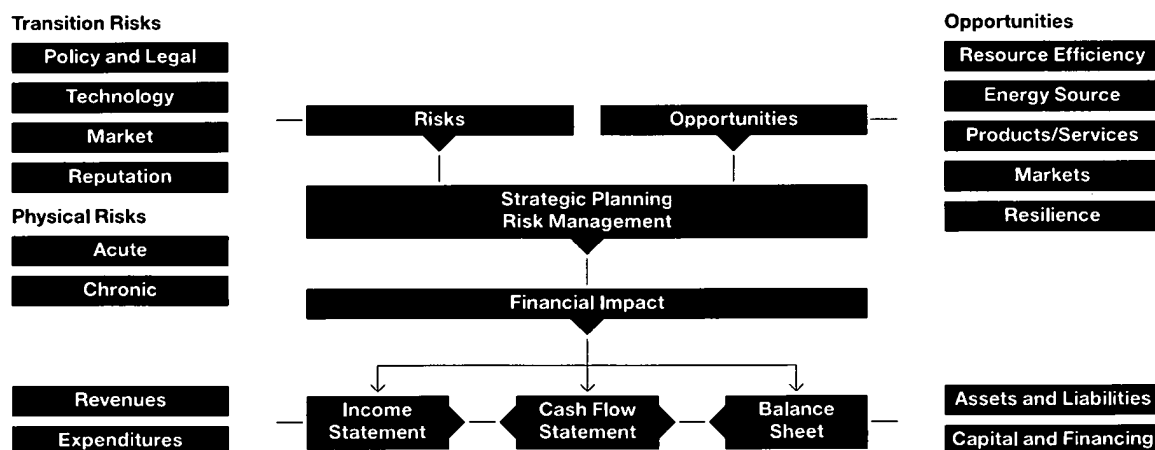 Transition Risks
Policy and Legal
Technology
Market
Reputation
Physical Risks
Acute
Chronic
Risks
Opportunities
Strategic Planning
Risk Management
Financial Impact
Opportunities
Resource Efficiency
Energy Source
Products/Services
Markets
Resilience
Revenues
Expenditures
Income
Statement
Cash Flow
Statement
Balance
Sheet
Assets and Liabilities
Capital and Financing